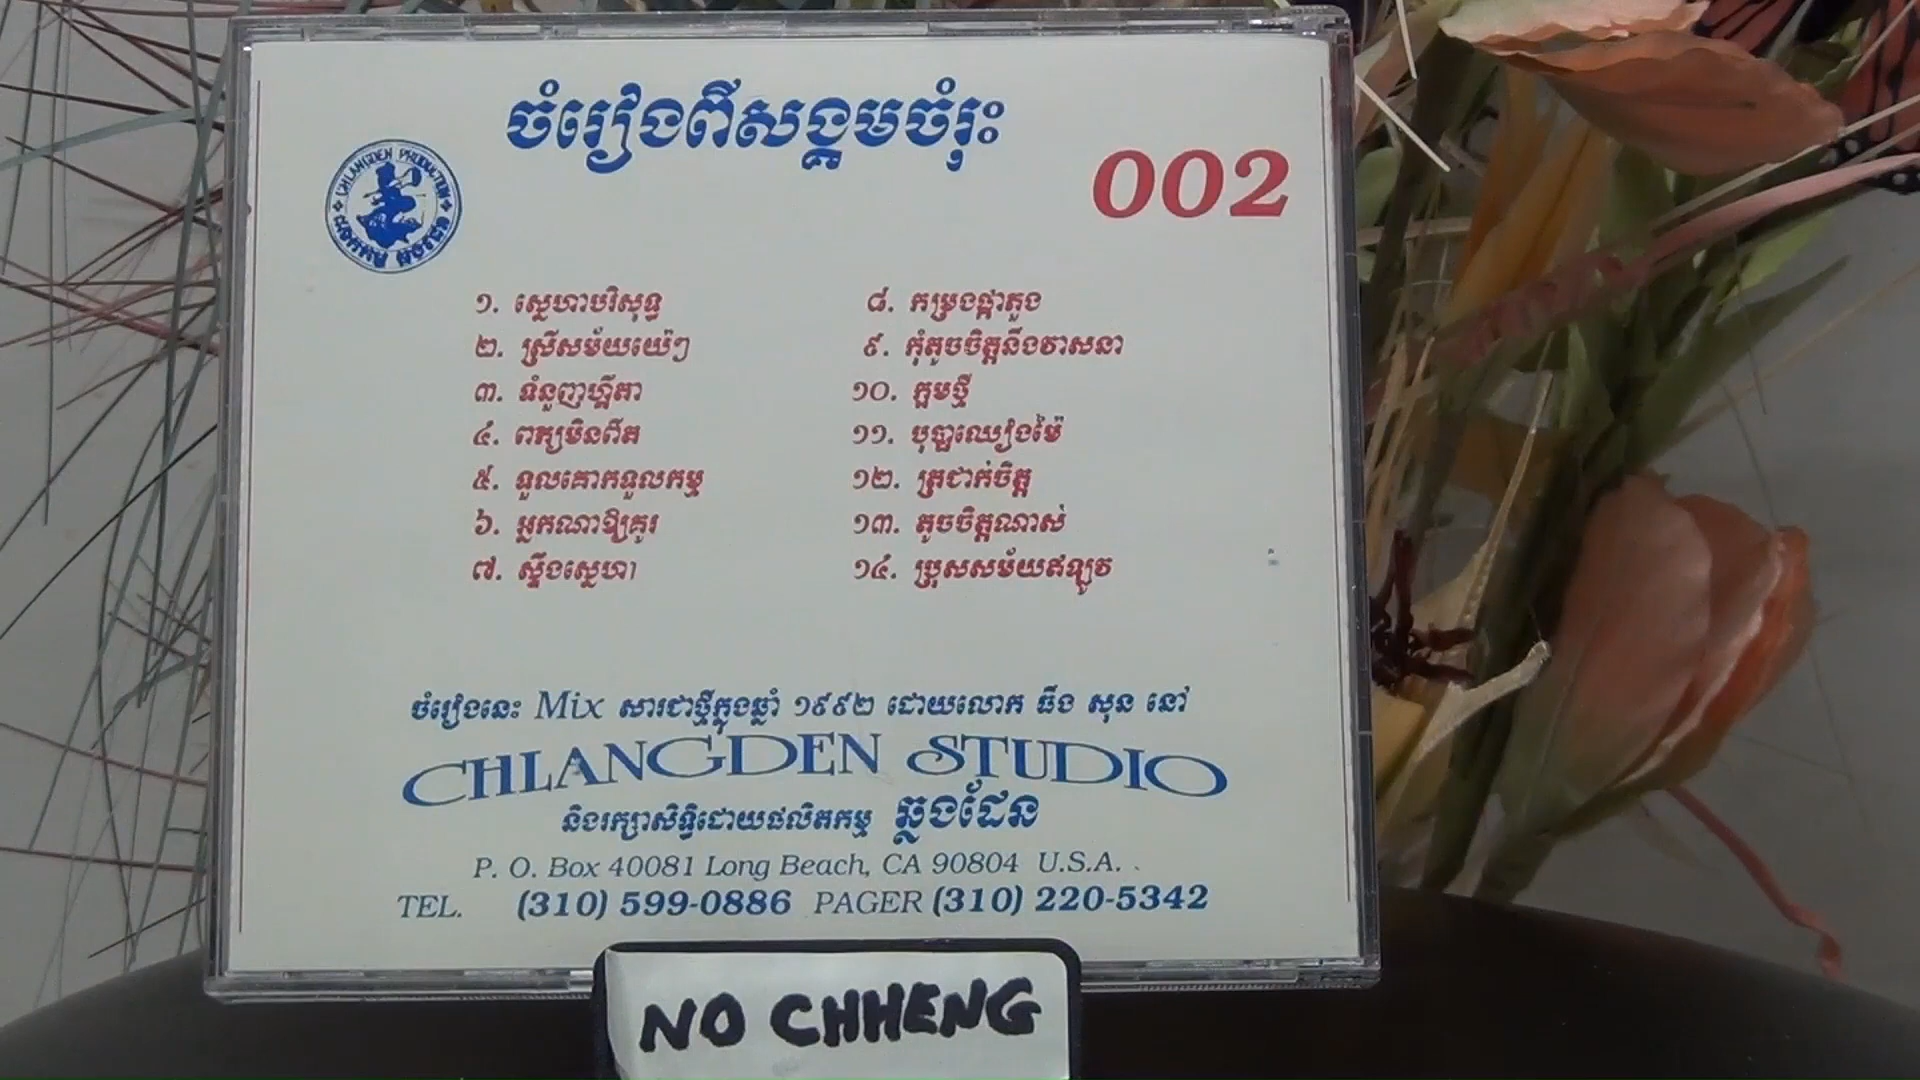 ចំរៀងពីសង្គមចំរុះ
CHLANGDEN PRODUCTION
002
១. ស្នេហាបរិសុទ្ធ
២. ស្រីសម័យយ៉េៗ
៣. ទំនួញហ្គីតា
៤. ពាក្យមិនពិត
៥. ទួលគោកទួលកម្ម
៦. អ្នកណាឱ្យគូរ
៧. ស្ទឹងស្នេហា
៨. កម្រងផ្កាតួង
៩. កុំតូចចិត្តនឹងវាសនា
១០. ក្អមថ្មី
១១. បុប្ផាឈៀងម៉ៃ
១២. ត្រជាក់ចិត្ត
១៣. តូចចិត្តណាស់
១៤. ប្រុសសម័យឥឡូវ
ចំរៀងនេះ Mix សារជាថ្មីក្នុងឆ្នាំ ១៩៩២ ដោយលោក ធីង សុន នៅ
CHLANGDEN STUDIO
និងរក្សាសិទ្ធិដោយផលិតកម្ម ឆ្លងដែន
P. O. Box 40081 Long Beach, CA 90804 U.S.A.
TEL. (310) 599-0886 PAGER (310) 220-5342
NO CHHENG